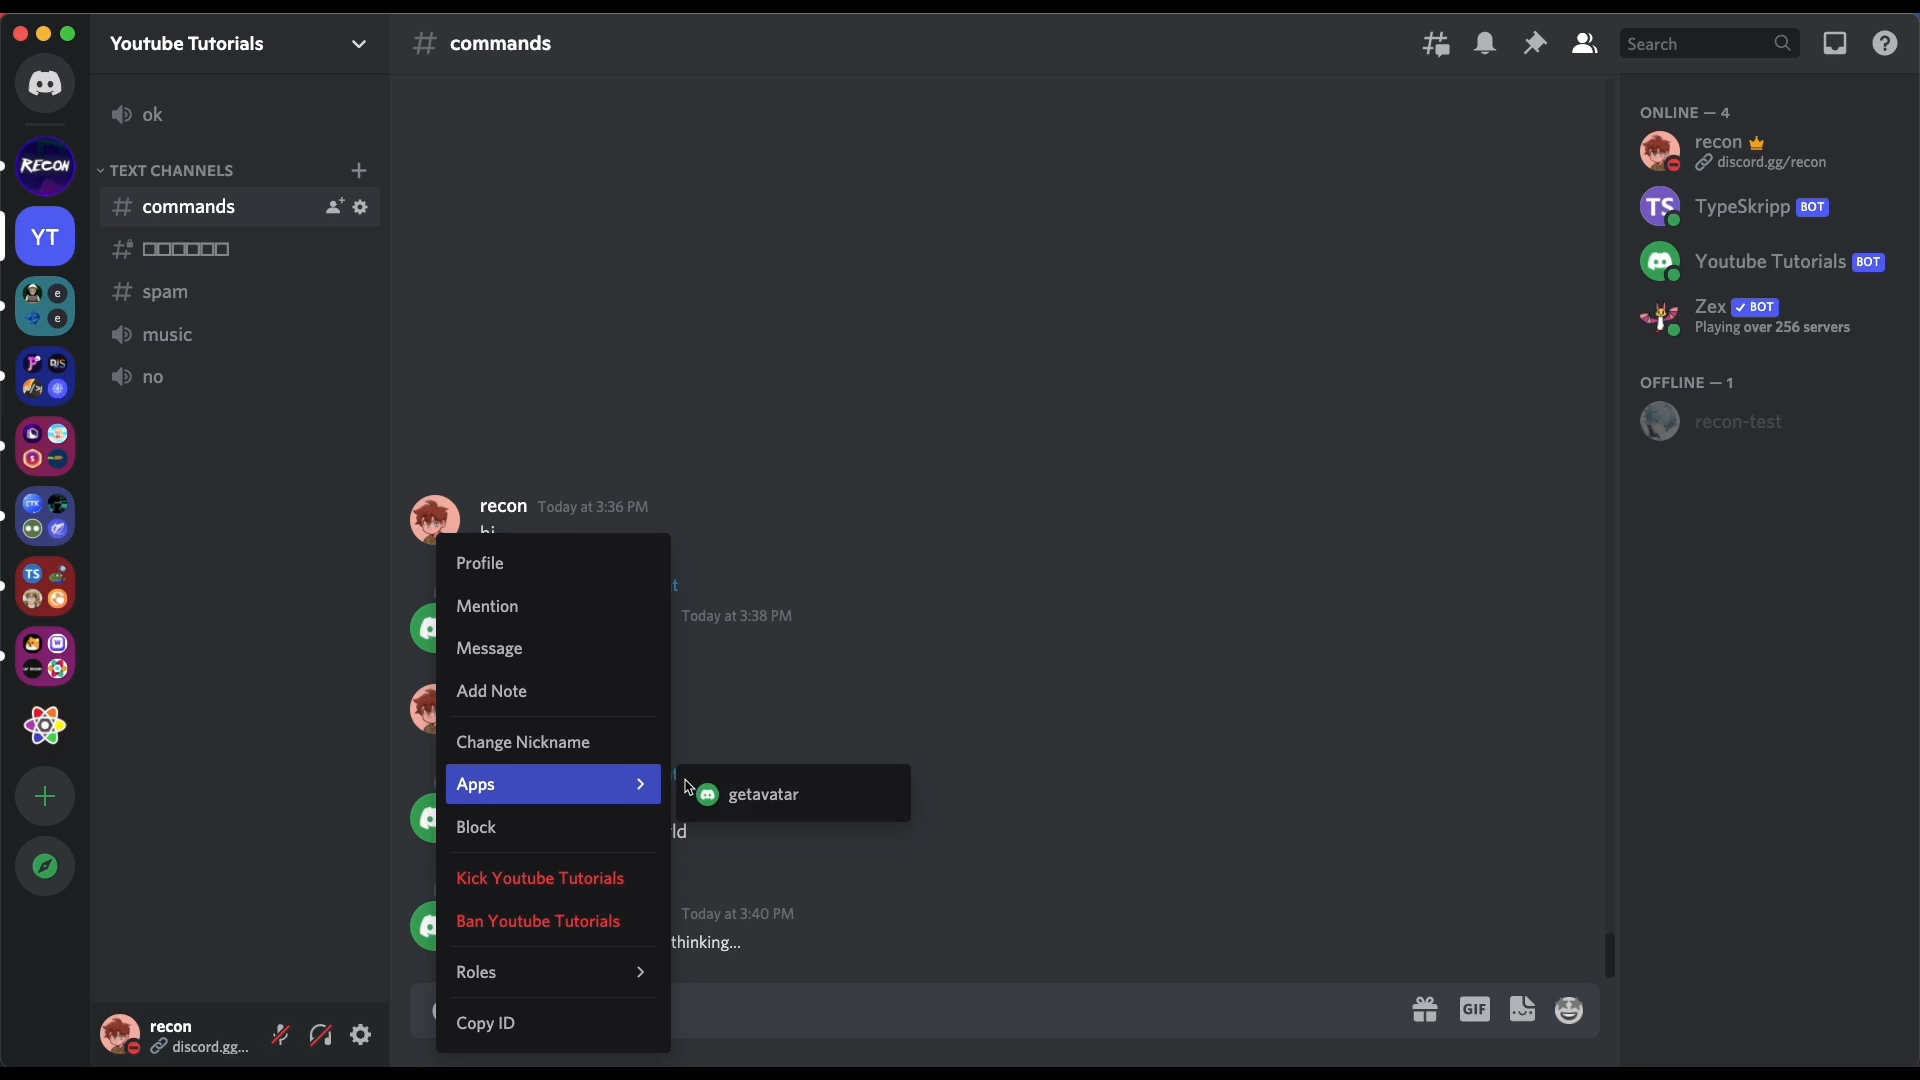 Youtube Tutorials
ok
TEXT CHANNELS
commands
spam
music
no
RECON
YT
recon
discord.gg...
commands
Search
recon Today at 3:36 PM
hi
Today at 3:38 PM
Today at 3:40 PM
thinking...
Profile
Mention
Message
Add Note
Change Nickname
Apps
getavatar
Block
Kick Youtube Tutorials
Ban Youtube Tutorials
Roles
Copy ID
GIF
ONLINE — 4
recon
discord.gg/recon
TS TypeSkripp BOT
Youtube Tutorials BOT
Zex BOT
Playing over 256 servers
OFFLINE — 1
recon-test